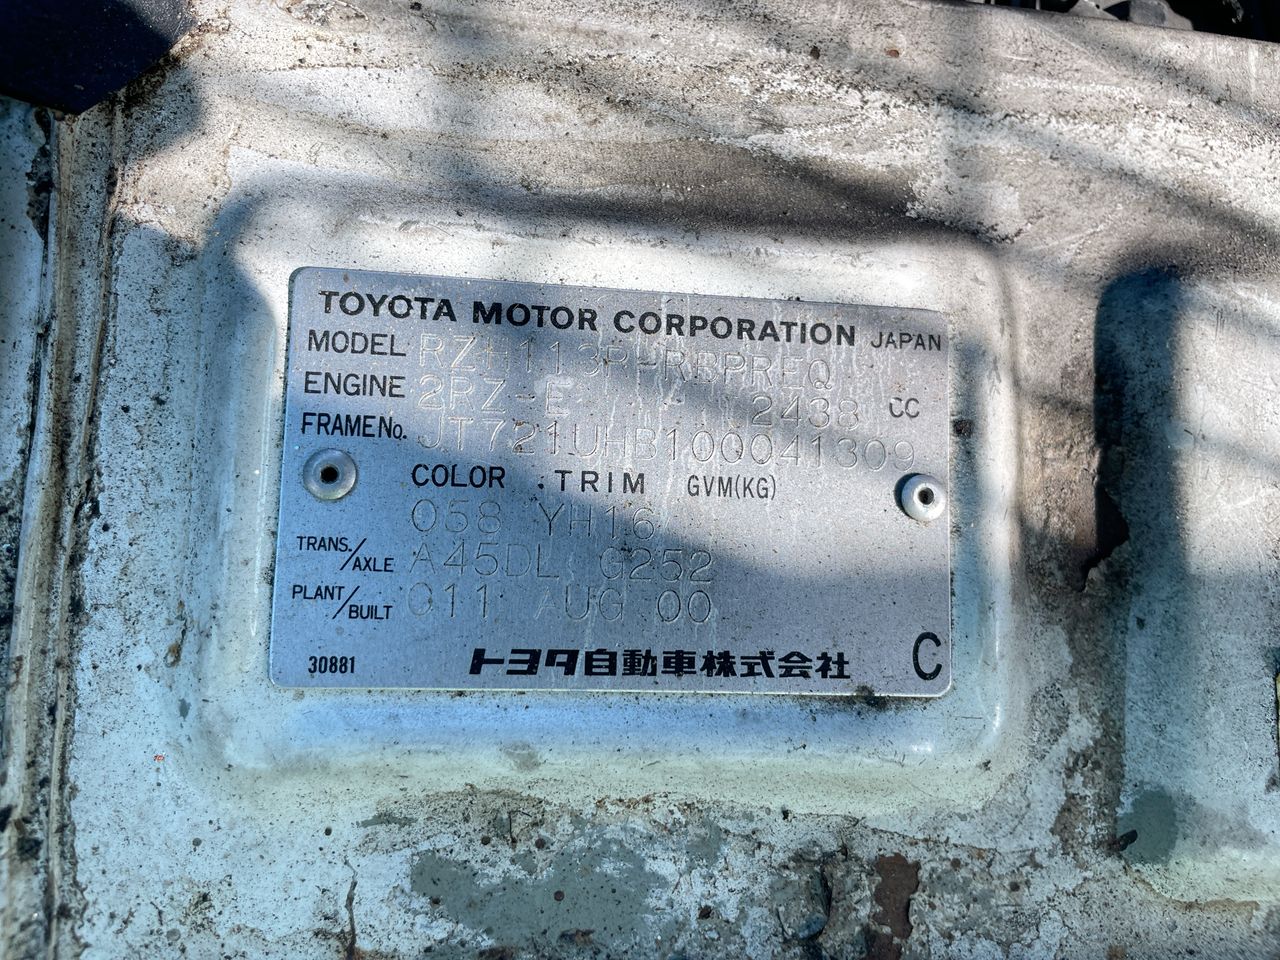 TOYOTA MOTOR CORPORATION JAPAN
MODEL RZH113R-RBPREQ
ENGINE 2RZ-E 2438 CC
FRAME No. JT721UHB100041309
COLOR TRIM GVM(KG)
058 YH16
TRANS./AXLE A45DL G252
PLANT/BUILT Q11 AUG 00
30881 トヨタ自動車株式会社 C